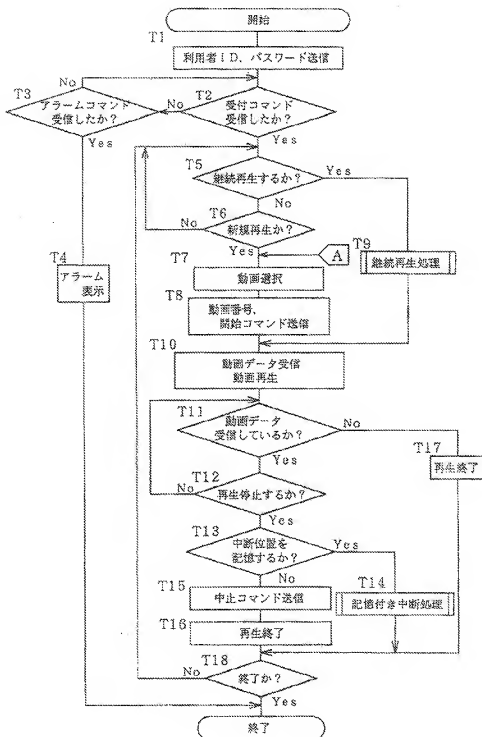 開始
T1
利用者ID、パスワード送信
No
T3
アラームコマンド
受信したか?
No
T2
受付コマンド
受信したか?
Yes
Yes
T5
継続再生するか?
Yes
No
T6
No
新規再生か?
Yes
A
T9
継続再生処理
T4
アラーム
表示
T7
動画選択
T8
動画番号、
開始コマンド送信
T10
動画データ受信
動画再生
T11
動画データ
受信しているか?
No
T17
再生終了
Yes
T12
No
再生停止するか?
Yes
T13
中断位置を
記憶するか?
Yes
No
T14
記憶付き中断処理
T15
中止コマンド送信
T16
再生終了
T18
No
終了か?
Yes
終了